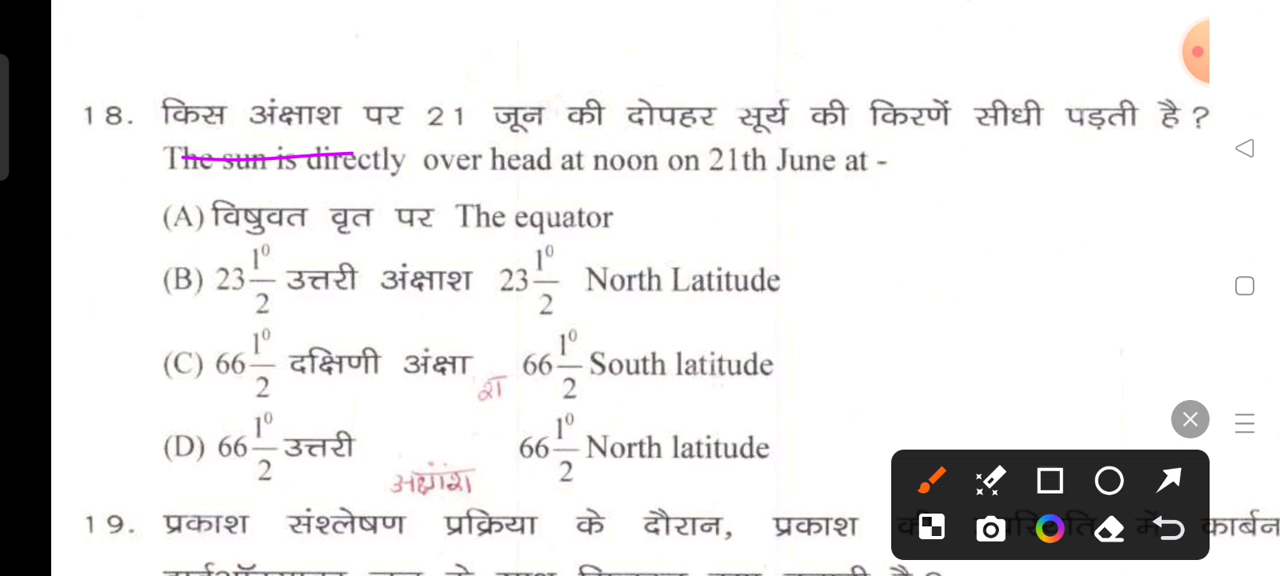 18. किस अंक्षाश पर 21 जून की दोपहर सूर्य की किरणें सीधी पड़ती है ?
The sun is directly over head at noon on 21th June at -
(A) विषुवत वृत पर The equator
(B) 23 1⁰/2 उत्तरी अंक्षाश 23 1⁰/2 North Latitude
(C) 66 1⁰/2 दक्षिणी अंक्षा श 66 1⁰/2 South latitude
(D) 66 1⁰/2 उत्तरी 66 1⁰/2 North latitude
19. प्रकाश संश्लेषण प्रक्रिया के दौरान, प्रकाश की में कार्बन